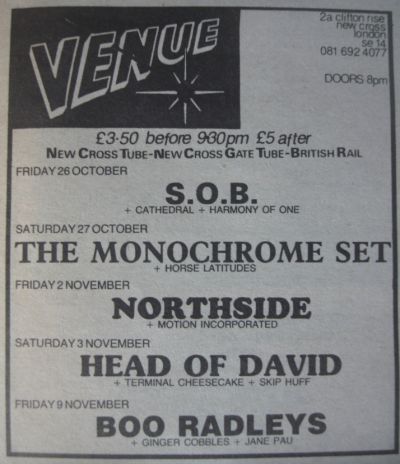 VENUE
2a clifton rise
new cross
london
se 14
081 692 4077
DOORS 8pm
£3·50 before 9·30pm £5 after
NEW CROSS TUBE-NEW CROSS GATE TUBE-BRITISH RAIL
FRIDAY 26 OCTOBER
S.O.B.
+ CATHEDRAL + HARMONY OF ONE
SATURDAY 27 OCTOBER
THE MONOCHROME SET
+ HORSE LATITUDES
FRIDAY 2 NOVEMBER
NORTHSIDE
+ MOTION INCORPORATED
SATURDAY 3 NOVEMBER
HEAD OF DAVID
+ TERMINAL CHEESECAKE + SKIP HUFF
FRIDAY 9 NOVEMBER
BOO RADLEYS
+ GINGER COBBLES + JANE PAU